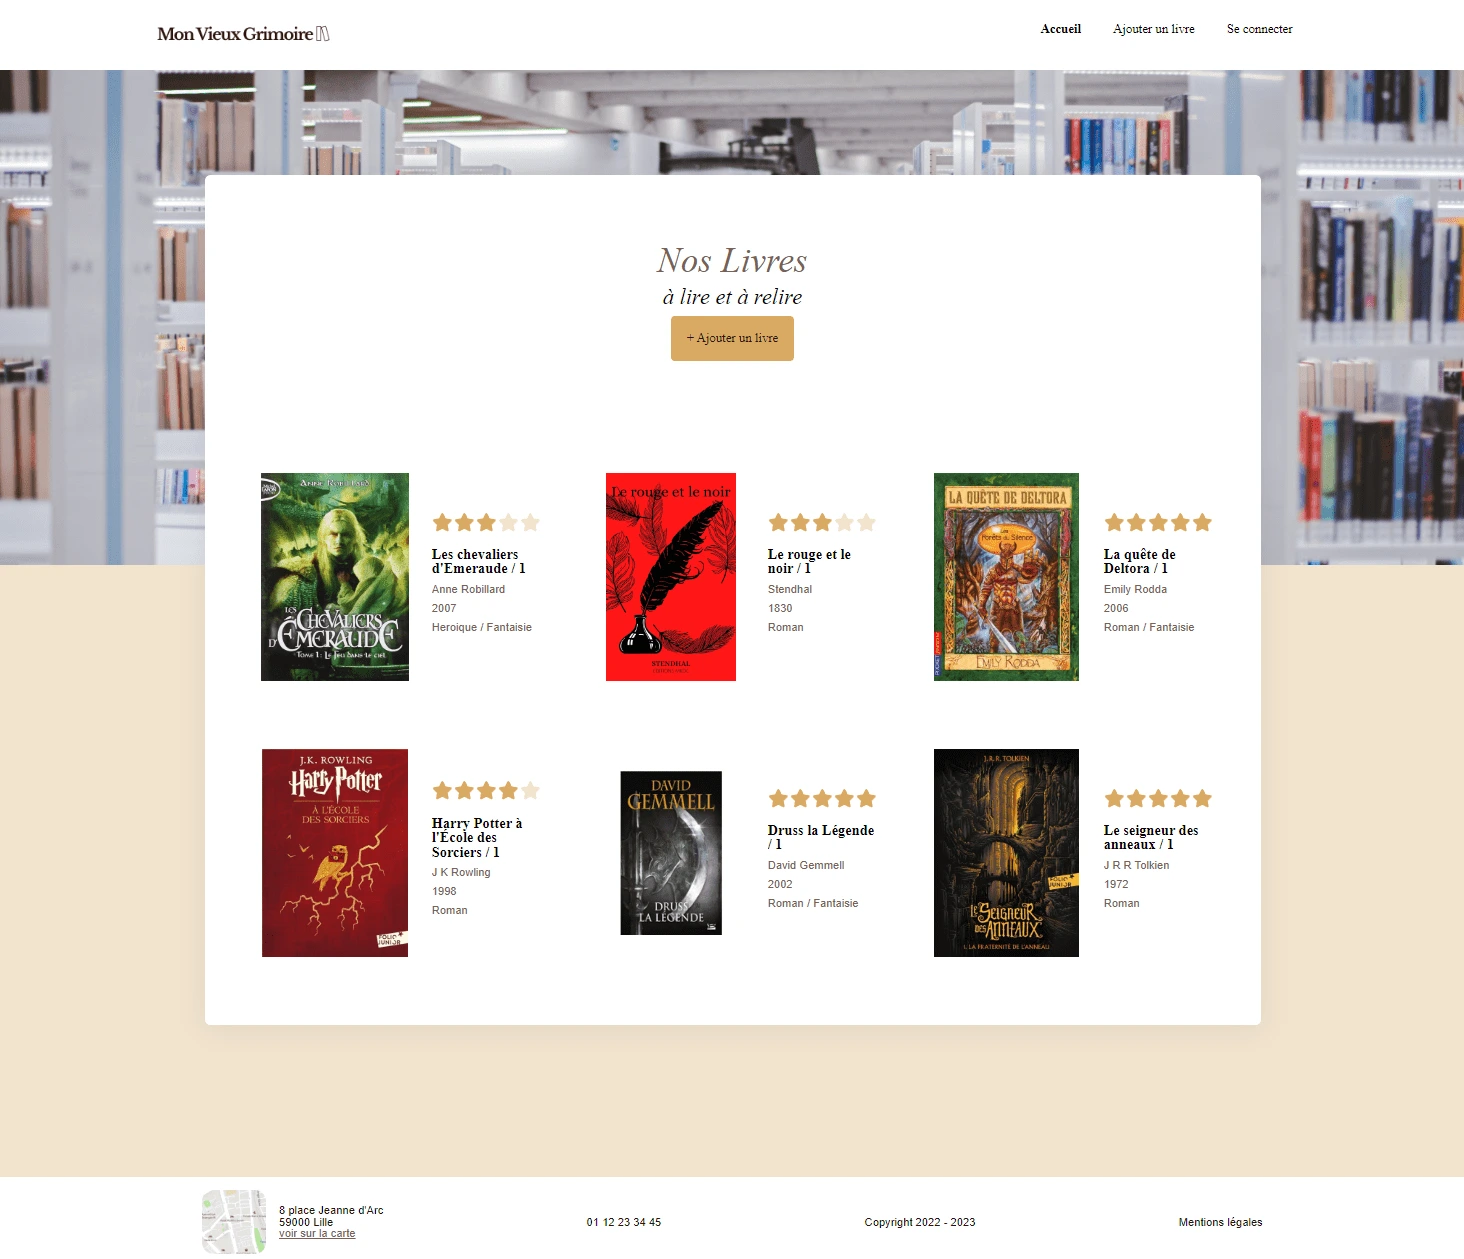 Mon Vieux Grimoire
Accueil
Ajouter un livre
Se connecter
Nos Livres
à lire et à relire
+ Ajouter un livre
ANNE ROBILLARD
LES
CHEVALIERS
D'ÉMERAUDE
TOME 1 : LE FEU DANS LE CIEL
Les chevaliers
d'Emeraude / 1
Anne Robillard
2007
Heroique / Fantaisie
Le rouge et le noir
STENDHAL
Le rouge et le
noir / 1
Stendhal
1830
Roman
LA QUÊTE DE DELTORA
Les
Forêts du Silence
EMILY RODDA
La quête de
Deltora / 1
Emily Rodda
2006
Roman / Fantaisie
J.K. ROWLING
Harry Potter
À L'ÉCOLE
DES SORCIERS
FOLIO
JUNIOR
Harry Potter à
l'École des
Sorciers / 1
J K Rowling
1998
Roman
DAVID
GEMMELL
DRUSS
LA LÉGENDE
Druss la Légende
/ 1
David Gemmell
2002
Roman / Fantaisie
J.R.R. TOLKIEN
FOLIO
JUNIOR
LE SEIGNEUR
DES ANNEAUX
1. LA FRATERNITÉ DE L'ANNEAU
Le seigneur des
anneaux / 1
J R R Tolkien
1972
Roman
8 place Jeanne d'Arc
59000 Lille
voir sur la carte
01 12 23 34 45
Copyright 2022 - 2023
Mentions légales